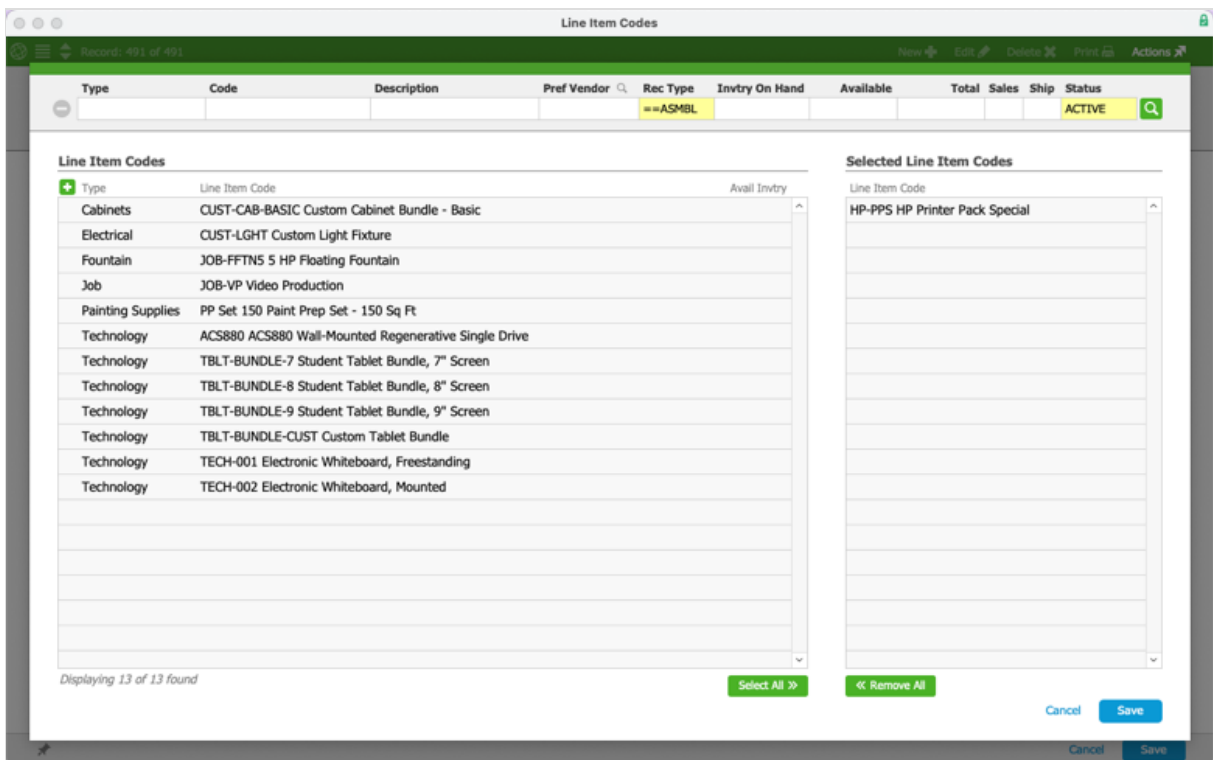 Line Item Codes
Record: 491 of 491 New Edit Delete Print Actions
Type Code Description Pref Vendor Rec Type Invtry On Hand Available Total Sales Ship Status
==ASMBL ACTIVE
Line Item Codes Selected Line Item Codes
Type Line Item Code Avail Invtry Line Item Code
Cabinets CUST-CAB-BASIC Custom Cabinet Bundle - Basic HP-PPS HP Printer Pack Special
Electrical CUST-LGHT Custom Light Fixture
Fountain JOB-FFTN5 5 HP Floating Fountain
Job JOB-VP Video Production
Painting Supplies PP Set 150 Paint Prep Set - 150 Sq Ft
Technology ACS880 ACS880 Wall-Mounted Regenerative Single Drive
Technology TBLT-BUNDLE-7 Student Tablet Bundle, 7" Screen
Technology TBLT-BUNDLE-8 Student Tablet Bundle, 8" Screen
Technology TBLT-BUNDLE-9 Student Tablet Bundle, 9" Screen
Technology TBLT-BUNDLE-CUST Custom Tablet Bundle
Technology TECH-001 Electronic Whiteboard, Freestanding
Technology TECH-002 Electronic Whiteboard, Mounted
Displaying 13 of 13 found
Select All >> << Remove All
Cancel Save
Cancel Save